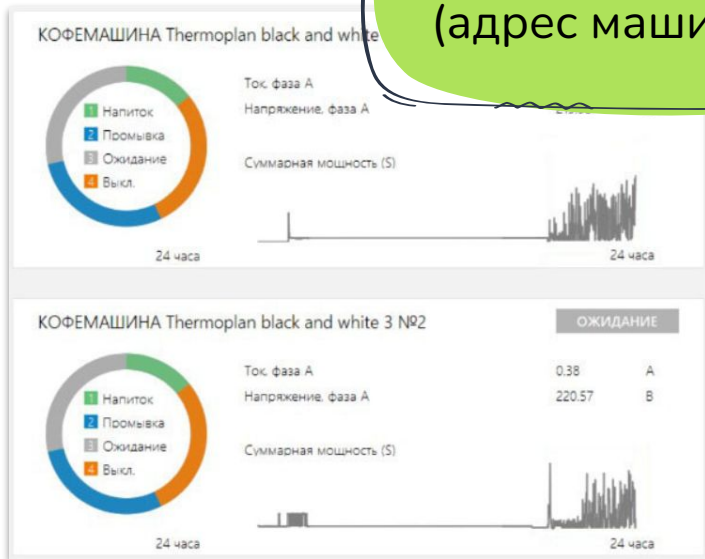 (адрес маши
КОФЕМАШИНА Thermoplan black and white
Ток, фаза А
Напряжение, фаза А
1 Напиток
2 Промывка
3 Ожидание
4 Выкл.
Суммарная мощность (S)
24 часа
24 часа
КОФЕМАШИНА Thermoplan black and white 3 №2
ОЖИДАНИЕ
Ток, фаза А
0.38
А
Напряжение, фаза А
220.57
В
1 Напиток
2 Промывка
3 Ожидание
4 Выкл.
Суммарная мощность (S)
24 часа
24 часа